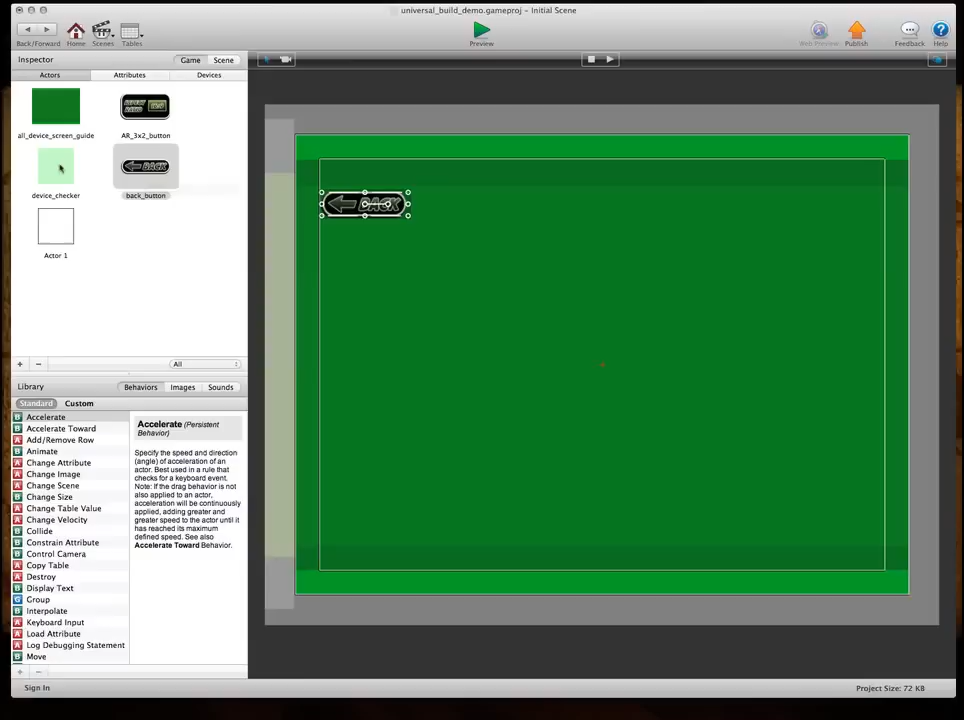 universal_build_demo.gameproj - Initial Scene
Back/Forward Home Scenes Tables Preview Web Preview Publish Feedback Help
Inspector Game Scene
Actors Attributes Devices
all_device_screen_guide AR_3x2_button
BACK
device_checker back_button
Actor 1
BACK
All
Library Behaviors Images Sounds
Standard Custom
Accelerate
Accelerate Toward
Add/Remove Row
Animate
Change Attribute
Change Image
Change Scene
Change Size
Change Table Value
Change Velocity
Collide
Constrain Attribute
Control Camera
Copy Table
Destroy
Display Text
Group
Interpolate
Keyboard Input
Load Attribute
Log Debugging Statement
Move
Accelerate (Persistent
Behavior)
Specify the speed and direction
(angle) of acceleration of an
actor. Best used in a rule that
checks for a keyboard event.
Note: If the drag behavior is not
also applied to an actor,
acceleration will be continuously
applied, adding greater and
greater speed to the actor until it
has reached its maximum
defined speed. See also
Accelerate Toward Behavior.
Sign In
Project Size: 72 KB